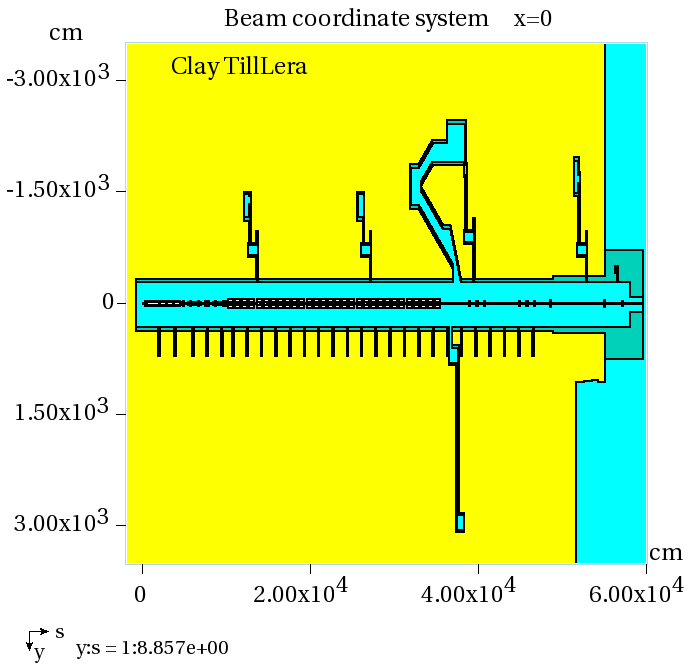 Beam coordinate system x=0
cm
Clay TillLera
-3.00x10³
-1.50x10³
0
1.50x10³
3.00x10³
cm
0
2.00x10⁴
4.00x10⁴
6.00x10⁴
s
y
y:s = 1:8.857e+00